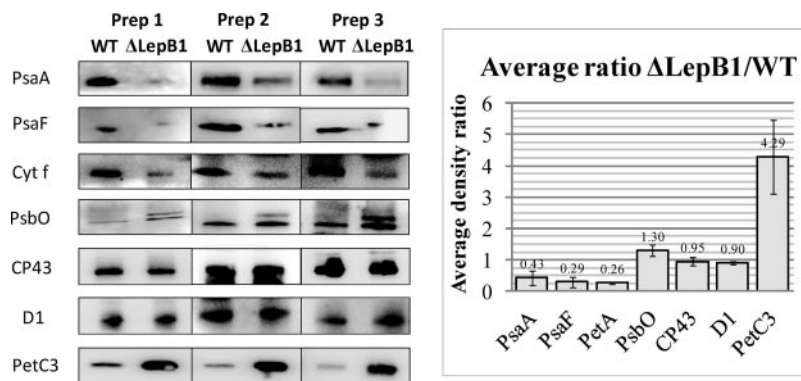 Prep 1 Prep 2 Prep 3
WT ΔLepB1 WT ΔLepB1 WT ΔLepB1
PsaA
PsaF
Cyt f
PsbO
CP43
D1
PetC3
Average ratio ΔLepB1/WT
Average density ratio
6
5
4
3
2
1
0
0.43
0.29
0.26
1.30
0.95
0.90
4.29
PsaA
PsaF
PetA
PsbO
CP43
D1
PetC3